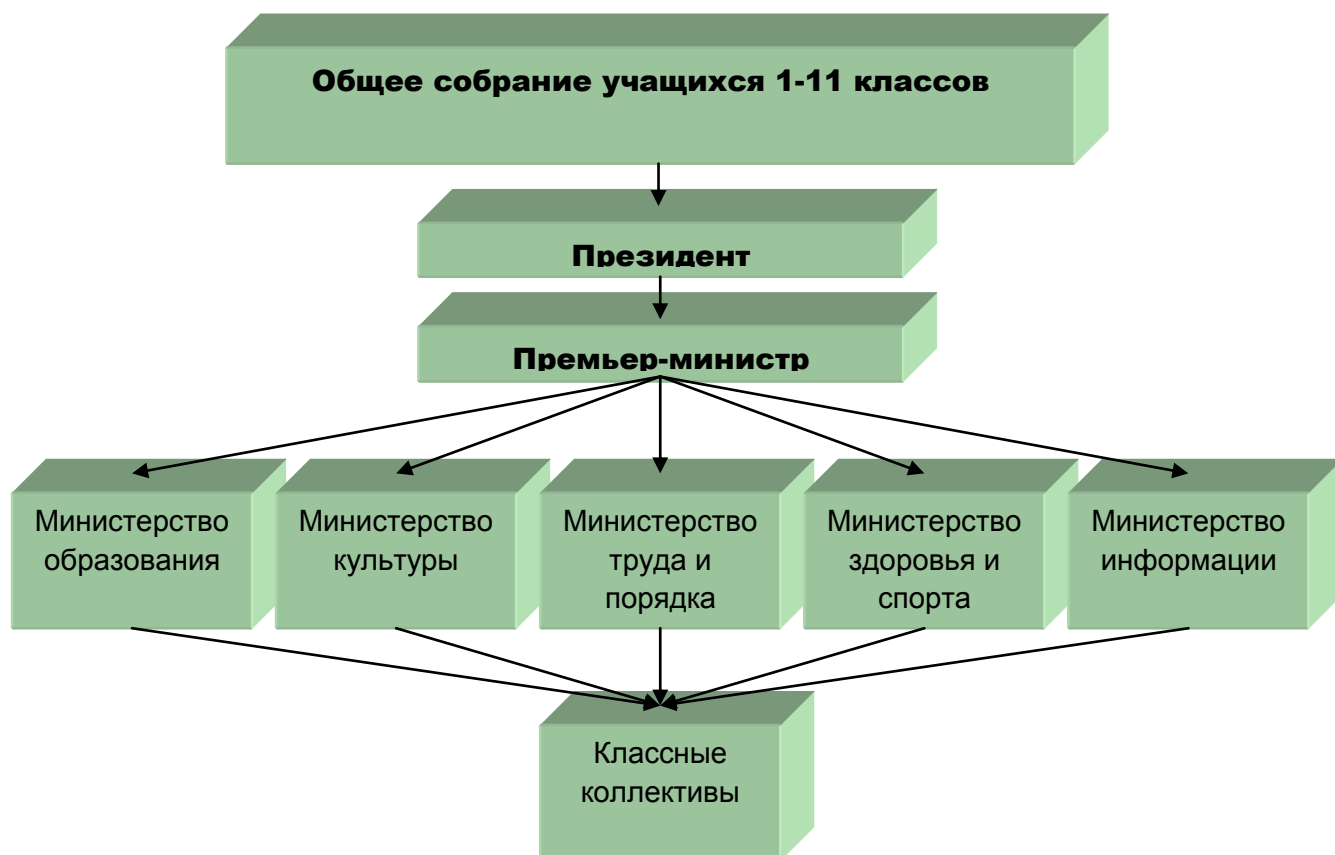 Общее собрание учащихся 1-11 классов
Президент
Премьер-министр
Министерство
образования
Министерство
культуры
Министерство
труда и
порядка
Министерство
здоровья и
спорта
Министерство
информации
Классные
коллективы